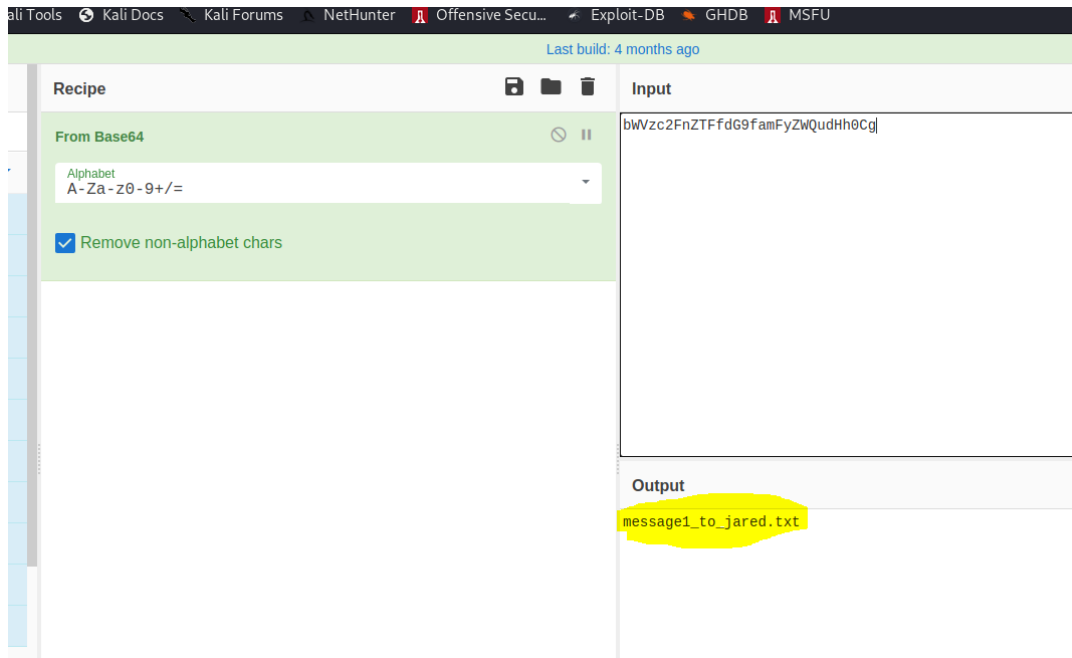 ali Tools Kali Docs Kali Forums NetHunter Offensive Secu... Exploit-DB GHDB MSFU
Last build: 4 months ago
Recipe
Input
From Base64
bWVzc2FnZTFfdG9famFyZWQudHh0Cg
Alphabet
A-Za-z0-9+/=
Remove non-alphabet chars
Output
message1_to_jared.txt